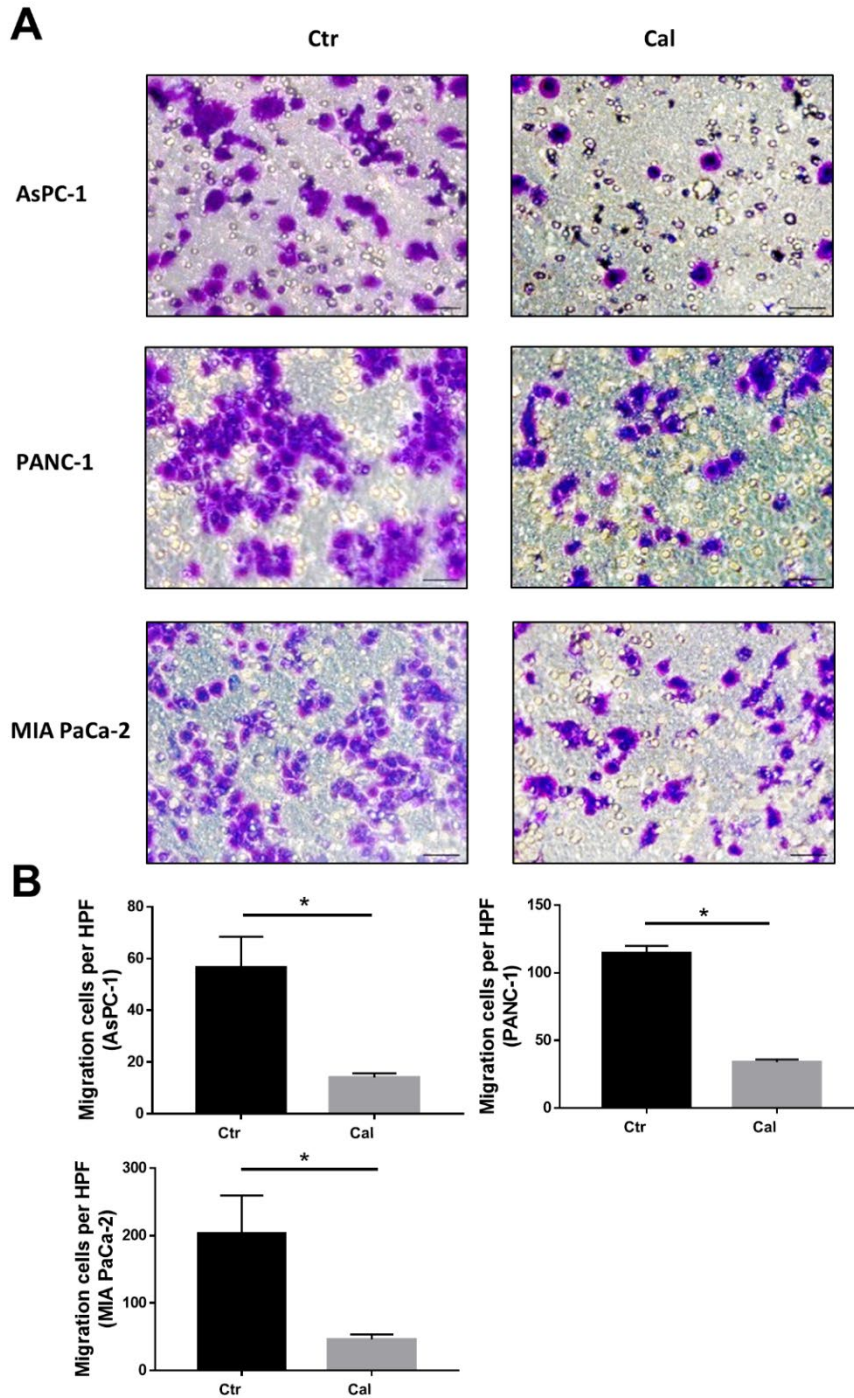 A
Ctr Cal
AsPC-1
PANC-1
MIA PaCa-2
B
Migration cells per HPF
(AsPC-1)
80
60
40
20
0
*
Ctr Cal
Migration cells per HPF
(PANC-1)
150
100
50
0
*
Ctr Cal
Migration cells per HPF
(MIA PaCa-2)
300
200
100
0
*
Ctr Cal